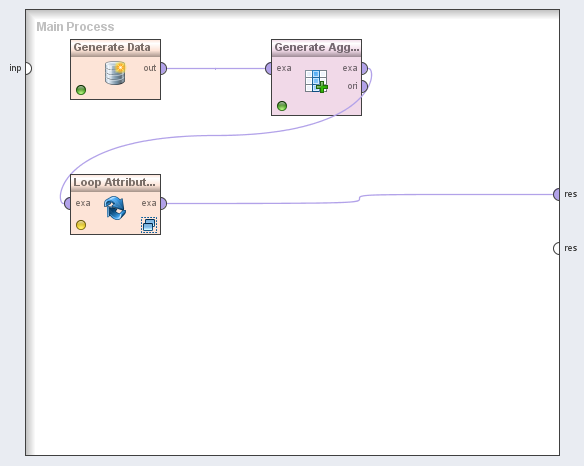 Main Process
Generate Data
Generate Agg...
inp
out
exa
exa
ori
Loop Attribut...
exa
exa
res
res